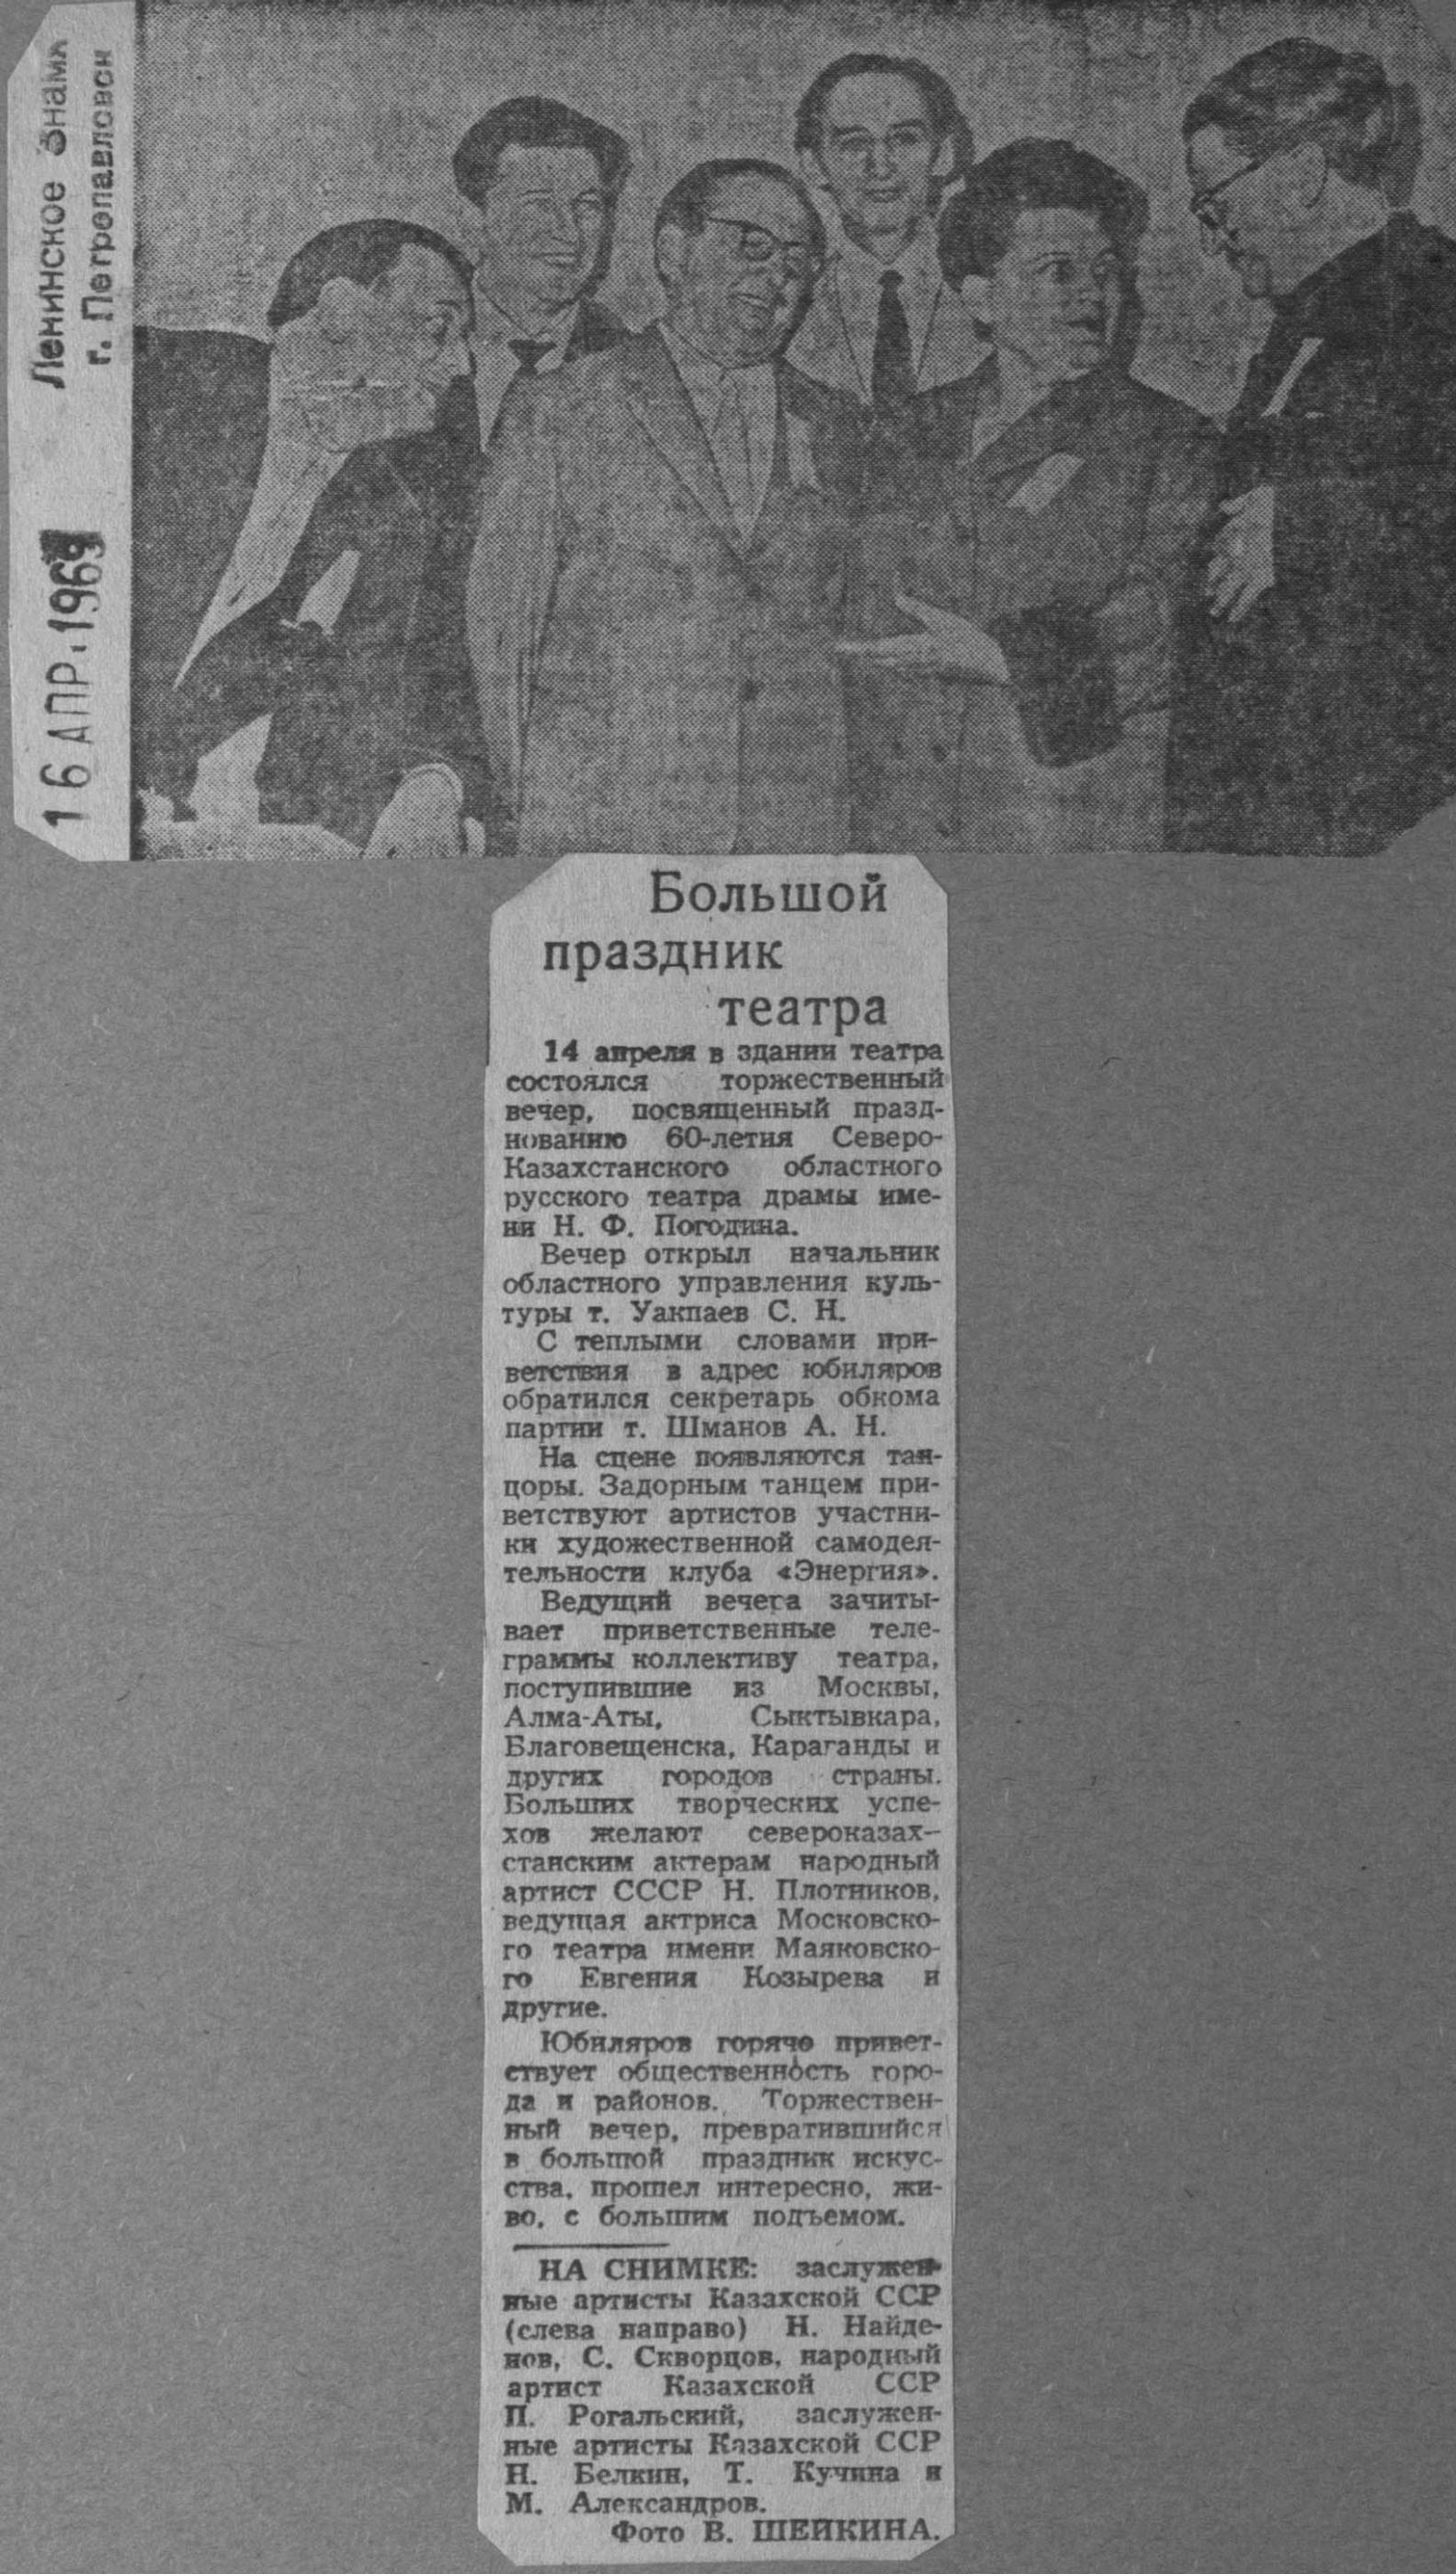 Ленинское Знамя
г. Петропавловск
16 АПР. 1969
Большой
праздник
театра
14 апреля в здании театра
состоялся торжественный
вечер, посвященный празд-
нованию 60-летия Северо-
Казахстанского областного
русского театра драмы име-
ни Н. Ф. Погодина.
Вечер открыл начальник
областного управления куль-
туры т. Уакпаев С. Н.
С теплыми словами при-
ветствия в адрес юбиляров
обратился секретарь обкома
партии т. Шманов А. Н.
На сцене появляются тан-
цоры. Задорным танцем при-
ветствуют артистов участни-
ки художественной самодея-
тельности клуба «Энергия».
Ведущий вечера зачиты-
вает приветственные теле-
граммы коллективу театра,
поступившие из Москвы,
Алма-Аты, Сыктывкара,
Благовещенска, Караганды и
других городов страны.
Больших творческих успе-
хов желают североказах-
станским актерам народный
артист СССР Н. Плотников,
ведущая актриса Московско-
го театра имени Маяковско-
го Евгения Козырева и
другие.
Юбиляров горячо привет-
ствует общественность горо-
да и районов. Торжествен-
ный вечер, превратившийся
в большой праздник искус-
ства, прошел интересно, жи-
во, с большим подъемом.
НА СНИМКЕ: заслужен-
ные артисты Казахской ССР
(слева направо) Н. Найде-
нов, С. Скворцов, народный
артист Казахской ССР
П. Рогальский, заслужен-
ные артисты Казахской ССР
Н. Белкин, Т. Кучина и
М. Александров.
Фото В. ШЕЙКИНА.